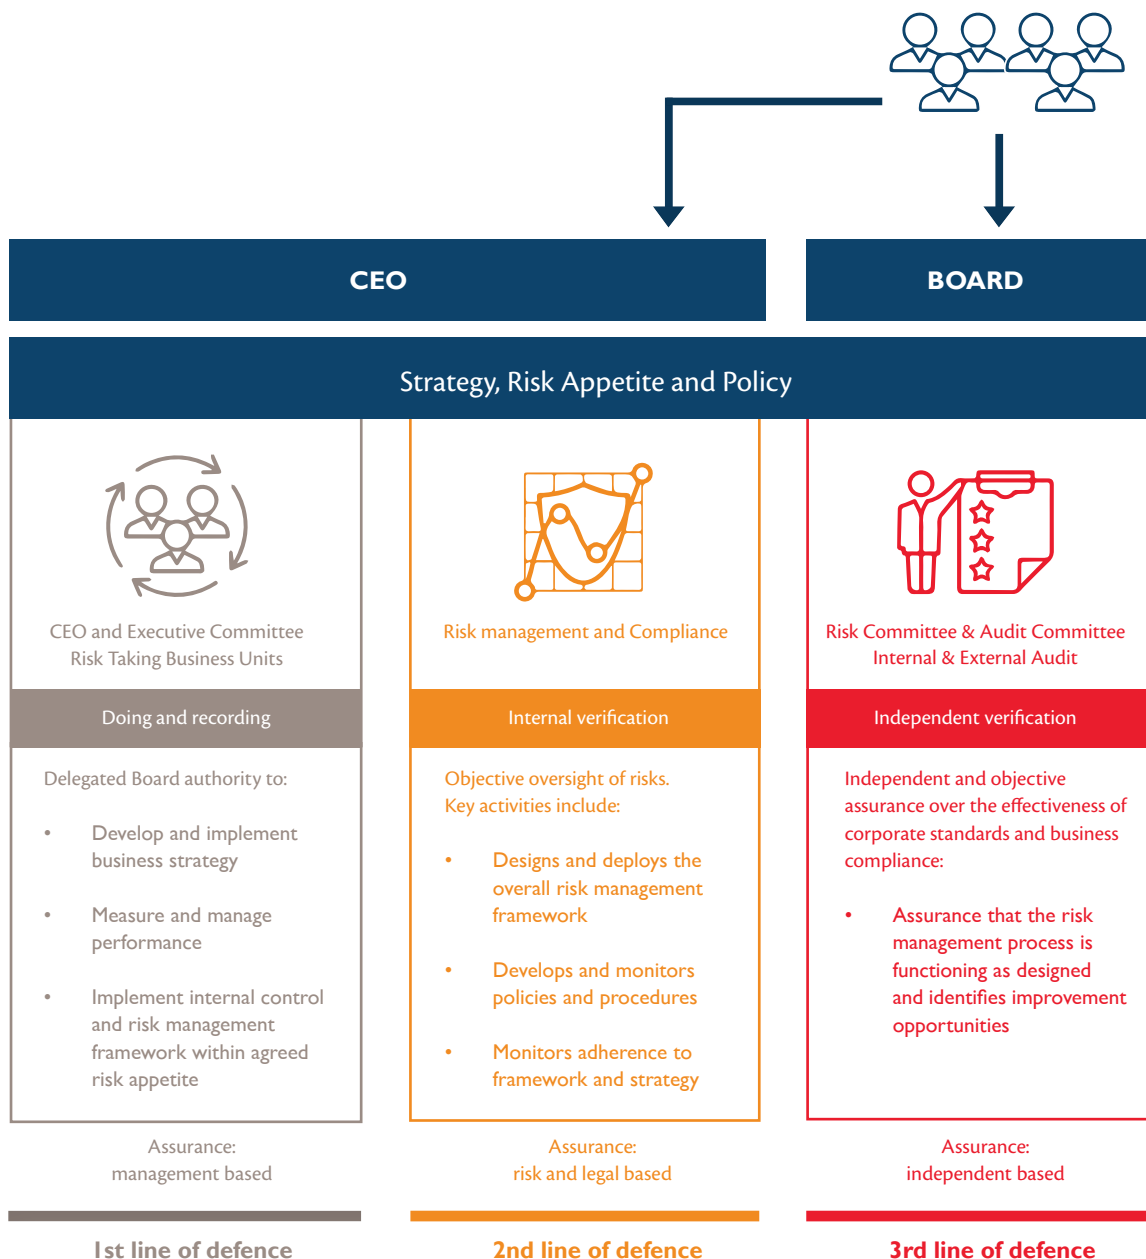 CEO
BOARD
Strategy, Risk Appetite and Policy
CEO and Executive Committee
Risk Taking Business Units
Doing and recording
Delegated Board authority to:
• Develop and implement
business strategy
• Measure and manage
performance
• Implement internal control
and risk management
framework within agreed
risk appetite
Assurance:
management based
1st line of defence
Risk management and Compliance
Internal verification
Objective oversight of risks.
Key activities include:
• Designs and deploys the
overall risk management
framework
• Develops and monitors
policies and procedures
• Monitors adherence to
framework and strategy
Assurance:
risk and legal based
2nd line of defence
Risk Committee & Audit Committee
Internal & External Audit
Independent verification
Independent and objective
assurance over the effectiveness of
corporate standards and business
compliance:
• Assurance that the risk
management process is
functioning as designed
and identifies improvement
opportunities
Assurance:
independent based
3rd line of defence